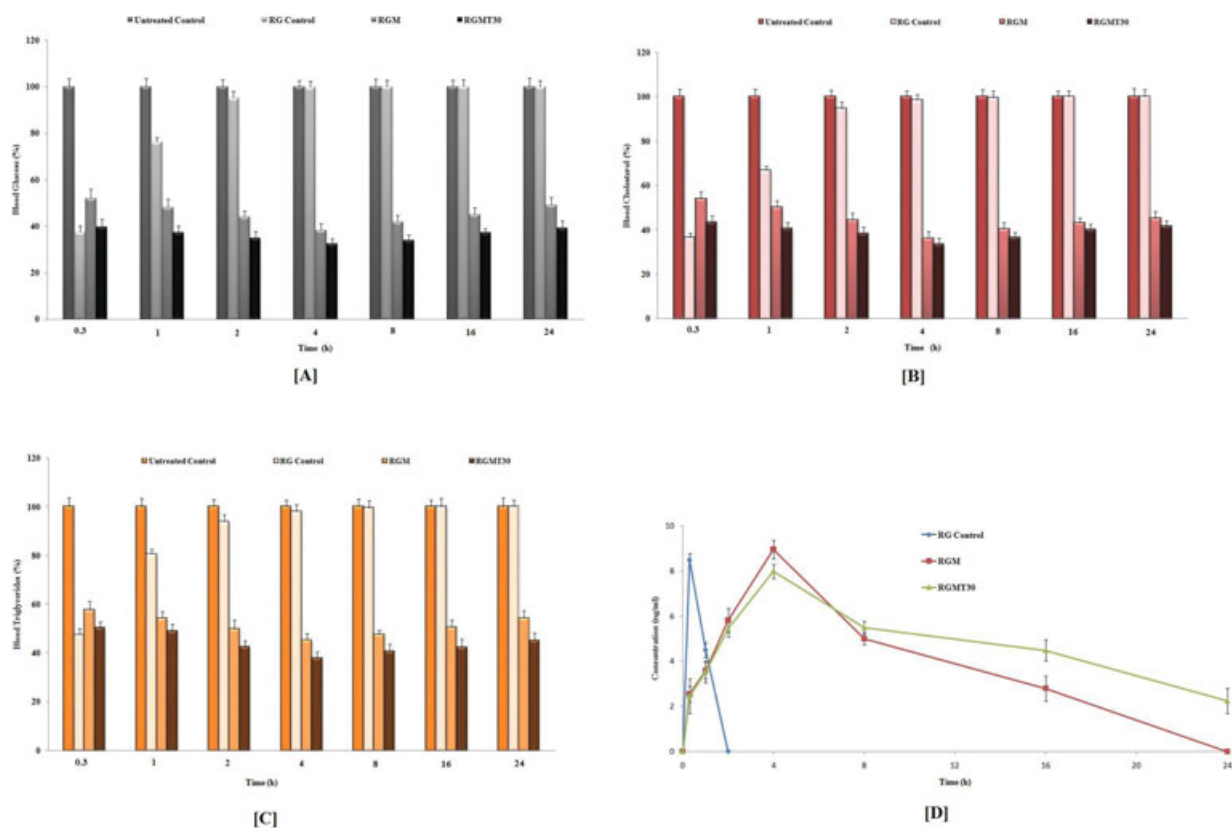 Untreated Control RG Control RGM RGMT30
120
100
80
60
40
20
0
Blood Glucose (%)
0.3 1 2 4 8 16 24
Time (h)
[A]
Untreated Control RG Control RGM RGMT30
120
100
80
60
40
20
0
Blood Cholesterol (%)
0.3 1 2 4 8 16 24
Time (h)
[B]
Untreated Control RG Control RGM RGMT30
120
100
80
60
40
20
0
Blood Triglycerides (%)
0.3 1 2 4 8 16 24
Time (h)
[C]
10
8
6
4
2
0
Concentration (ng/ml)
RG Control
RGM
RGMT30
0 4 8 12 16 20 24
Time (h)
[D]